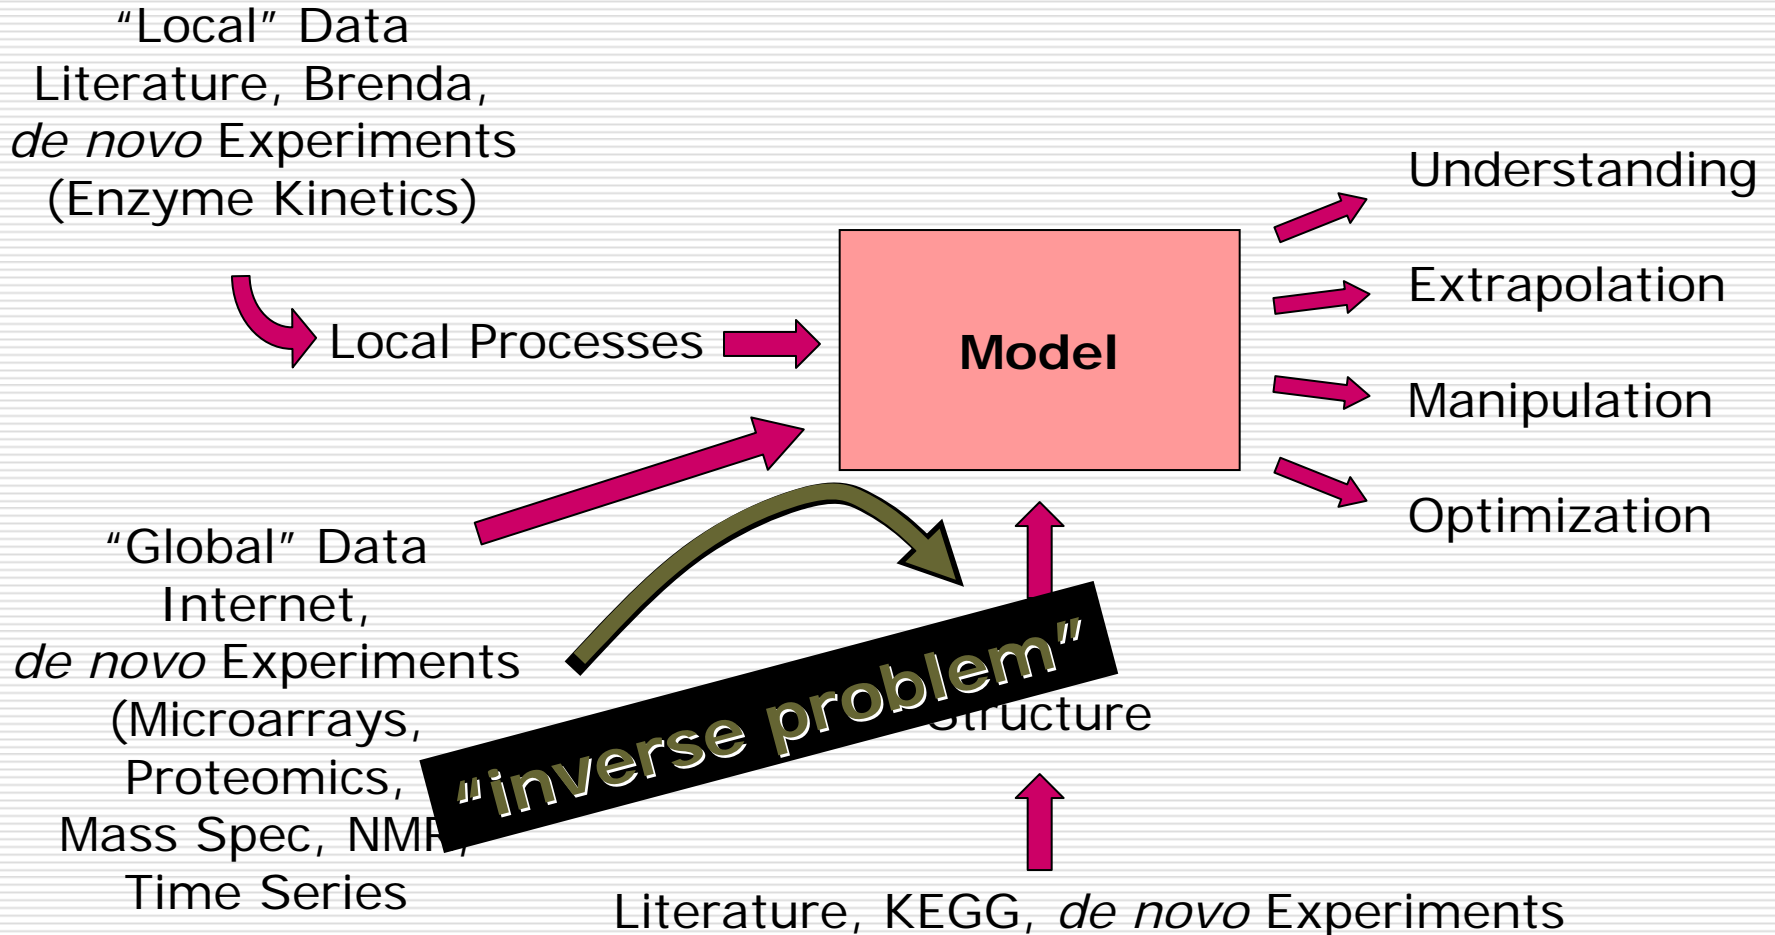 “Local” Data
Literature, Brenda,
de novo Experiments
(Enzyme Kinetics)
Local Processes
Model
Understanding
Extrapolation
Manipulation
Optimization
“Global” Data
Internet,
de novo Experiments
(Microarrays,
Proteomics,
Mass Spec, NMR,
Time Series
“inverse problem”
Structure
Literature, KEGG, de novo Experiments